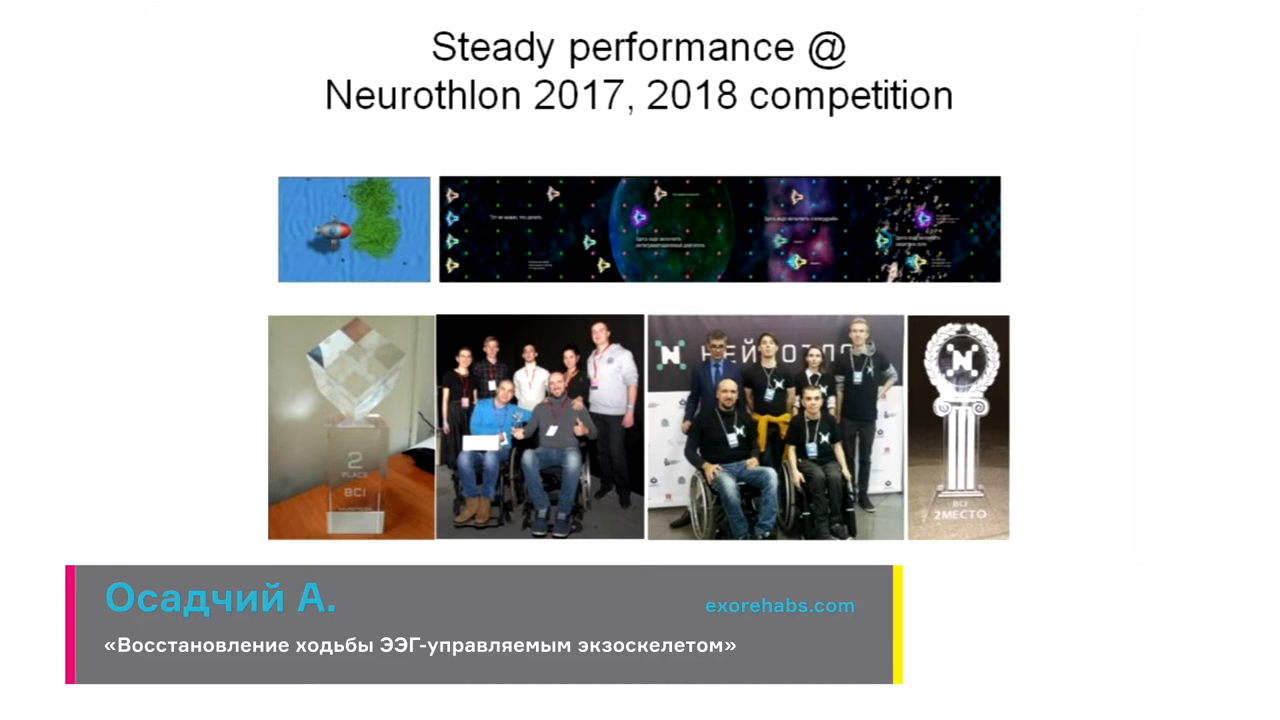 Steady performance @
Neurothlon 2017, 2018 competition
2
PLACE
BCI
N НЕЙРОТЛО
N
BCI
2МЕСТО
Осадчий А.
exorehabs.com
«Восстановление ходьбы ЭЭГ-управляемым экзоскелетом»